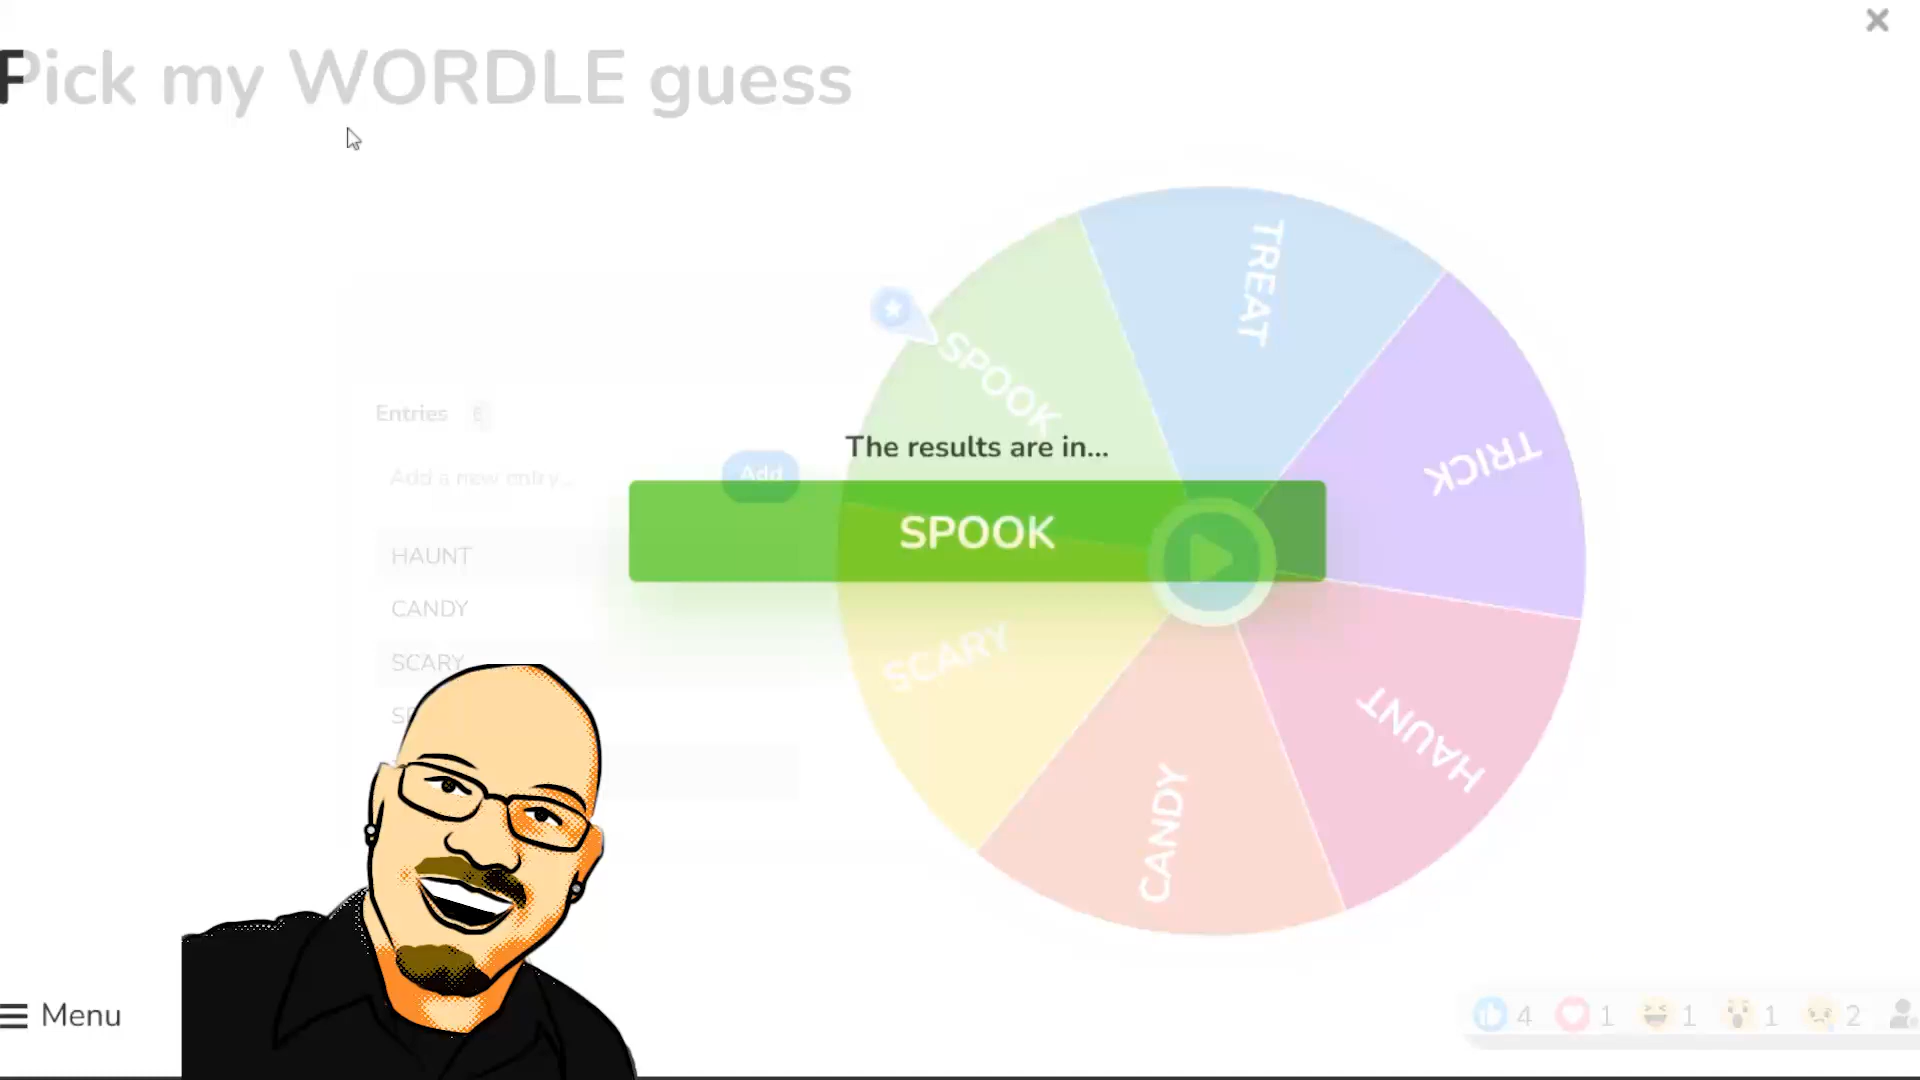 Pick my WORDLE guess
TREAT
SPOOK
TRICK
Entries 6
The results are in...
Add a new entry...
Add
SPOOK
HAUNT
CANDY
SCARY
SCARY
HAUNT
CANDY
Menu
4 1 1 1 2